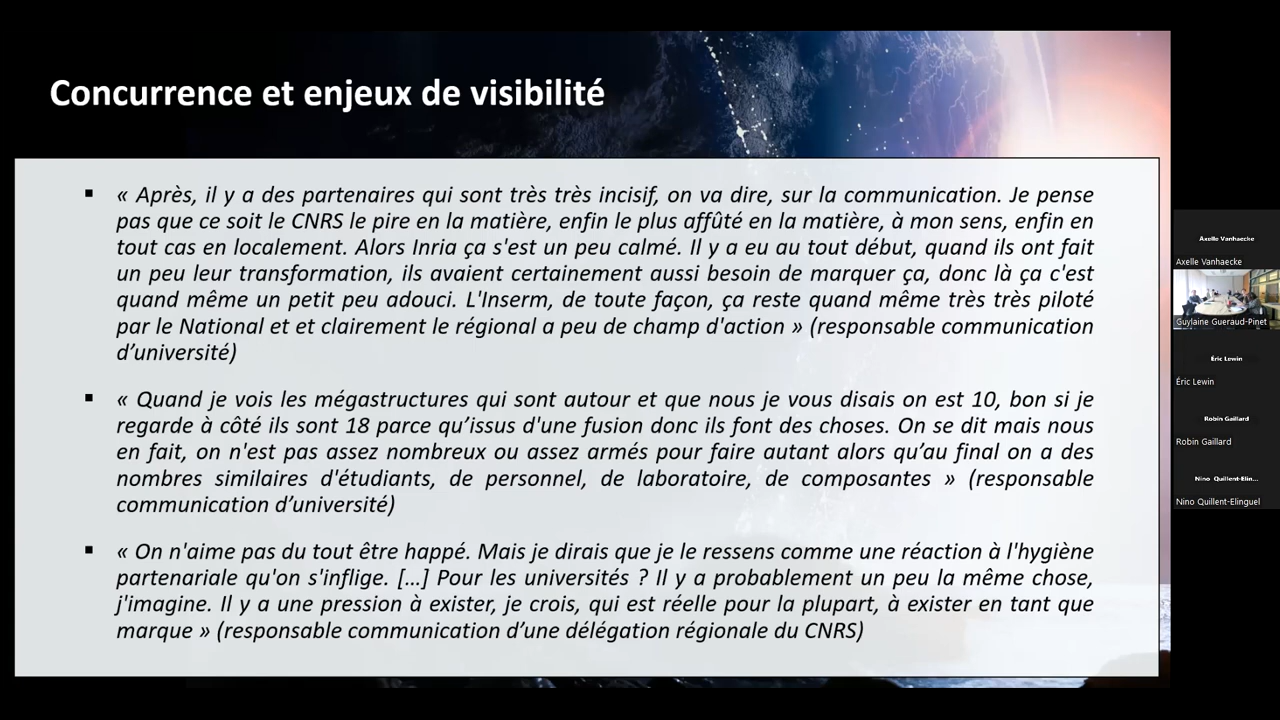 Concurrence et enjeux de visibilité
▪ « Après, il y a des partenaires qui sont très très incisif, on va dire, sur la communication. Je pense
pas que ce soit le CNRS le pire en la matière, enfin le plus affûté en la matière, à mon sens, enfin en
tout cas en localement. Alors Inria ça s'est un peu calmé. Il y a eu au tout début, quand ils ont fait
un peu leur transformation, ils avaient certainement aussi besoin de marquer ça, donc là ça c'est
quand même un petit peu adouci. L'Inserm, de toute façon, ça reste quand même très très piloté
par le National et et clairement le régional a peu de champ d'action » (responsable communication
d’université)
▪ « Quand je vois les mégastructures qui sont autour et que nous je vous disais on est 10, bon si je
regarde à côté ils sont 18 parce qu’issus d'une fusion donc ils font des choses. On se dit mais nous
en fait, on n'est pas assez nombreux ou assez armés pour faire autant alors qu’au final on a des
nombres similaires d'étudiants, de personnel, de laboratoire, de composantes » (responsable
communication d’université)
▪ « On n'aime pas du tout être happé. Mais je dirais que je le ressens comme une réaction à l'hygiène
partenariale qu'on s'inflige. […] Pour les universités ? Il y a probablement un peu la même chose,
j'imagine. Il y a une pression à exister, je crois, qui est réelle pour la plupart, à exister en tant que
marque » (responsable communication d’une délégation régionale du CNRS)
Axelle Vanhaecke
Axelle Vanhaecke
Guylaine Gueraud-Pinet
Éric Lewin
Éric Lewin
Robin Gaillard
Robin Gaillard
Nino Quillent-Elin...
Nino Quillent-Elinguel